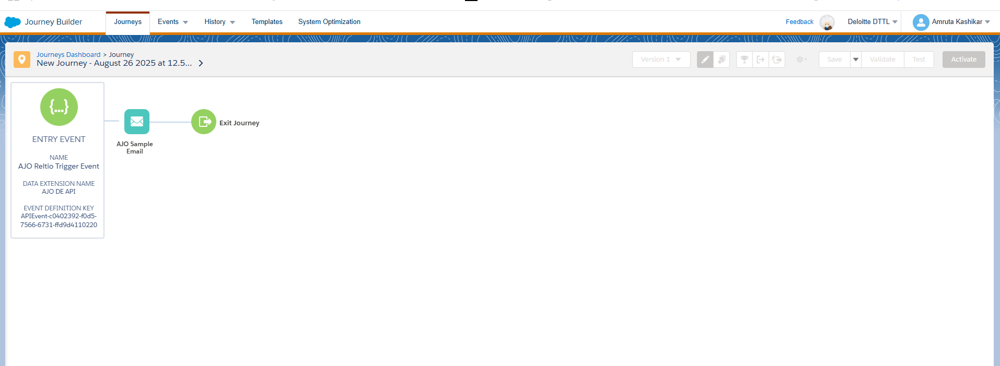 Journey Builder
Journeys
Events
History
Templates
System Optimization
Feedback
Deloitte DTTL
Amruta Kashikar
Journeys Dashboard > Journey
New Journey - August 26 2025 at 12.5...
Version 1
Save
Validate
Test
Activate
{...}
ENTRY EVENT
NAME
AJO Reltio Trigger Event
DATA EXTENSION NAME
AJO DE API
EVENT DEFINITION KEY
APIEvent-c0402392-f0d5-
7566-6731-ffd9d4110220
AJO Sample
Email
Exit Journey